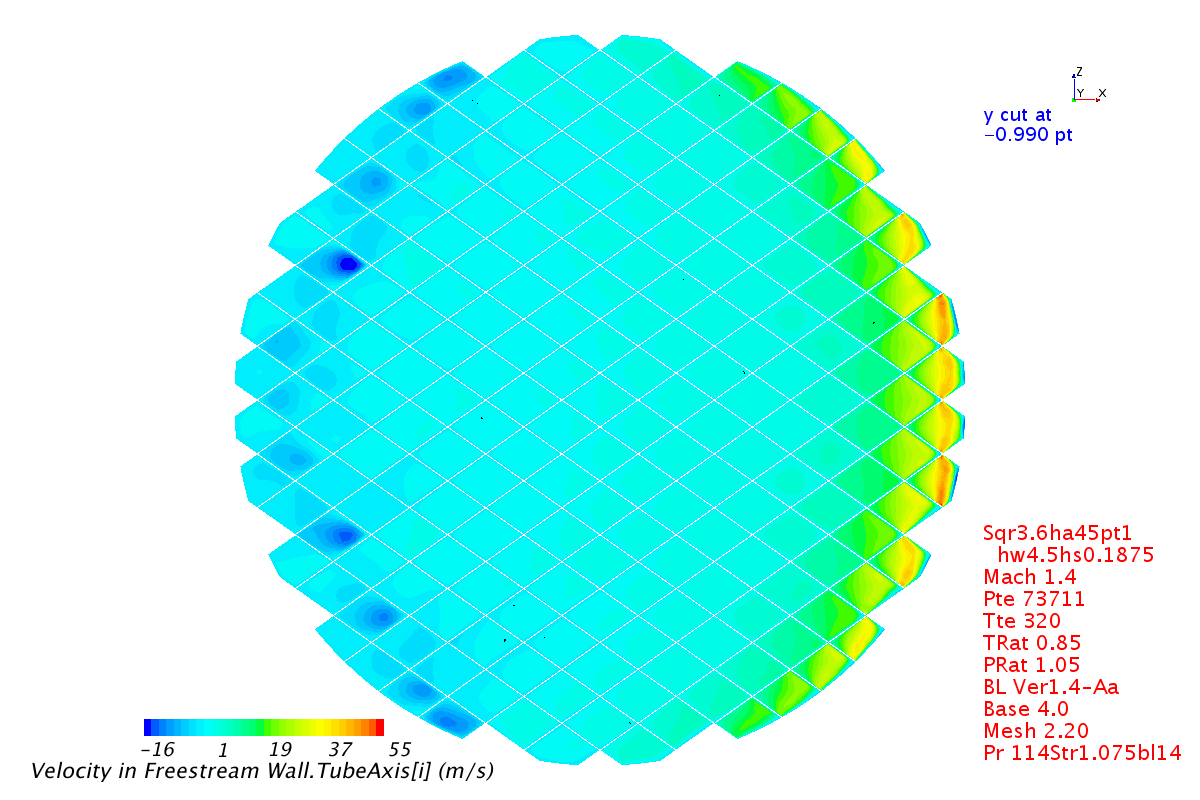 Z
Y X
y cut at
−0.990 pt
Sqr3.6ha45pt1
hw4.5hs0.1875
Mach 1.4
Pte 73711
Tte 320
TRat 0.85
PRat 1.05
BL Ver1.4−Aa
Base 4.0
Mesh 2.20
Pr 114Str1.075bl14
−16 1 19 37 55
Velocity in Freestream Wall.TubeAxis[i] (m/s)